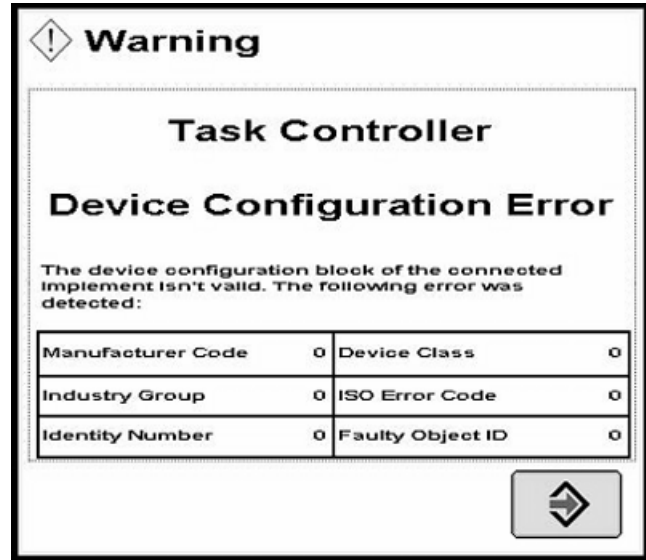 Warning
Task Controller
Device Configuration Error
The device configuration block of the connected
implement isn't valid. The following error was
detected:
Manufacturer Code 0 Device Class 0
Industry Group 0 ISO Error Code 0
Identity Number 0 Faulty Object ID 0